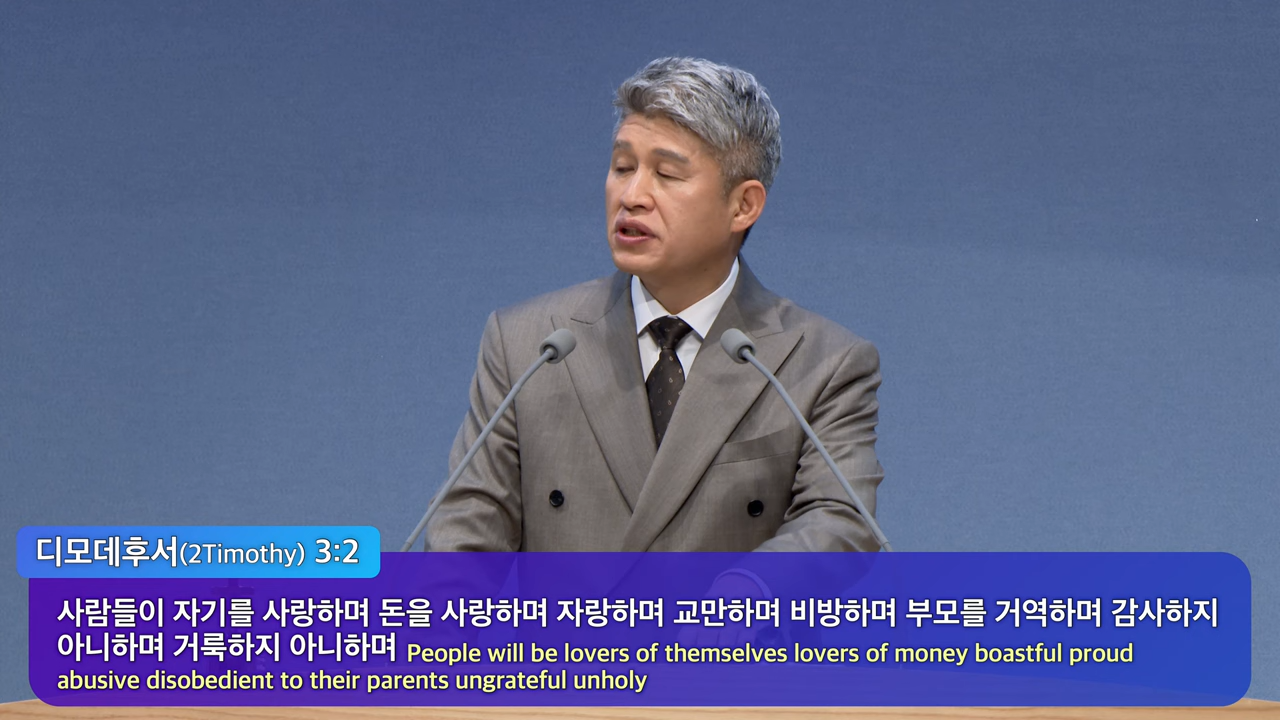 디모데후서(2Timothy) 3:2
사람들이 자기를 사랑하며 돈을 사랑하며 자랑하며 교만하며 비방하며 부모를 거역하며 감사하지
아니하며 거룩하지 아니하며 People will be lovers of themselves lovers of money boastful proud
abusive disobedient to their parents ungrateful unholy